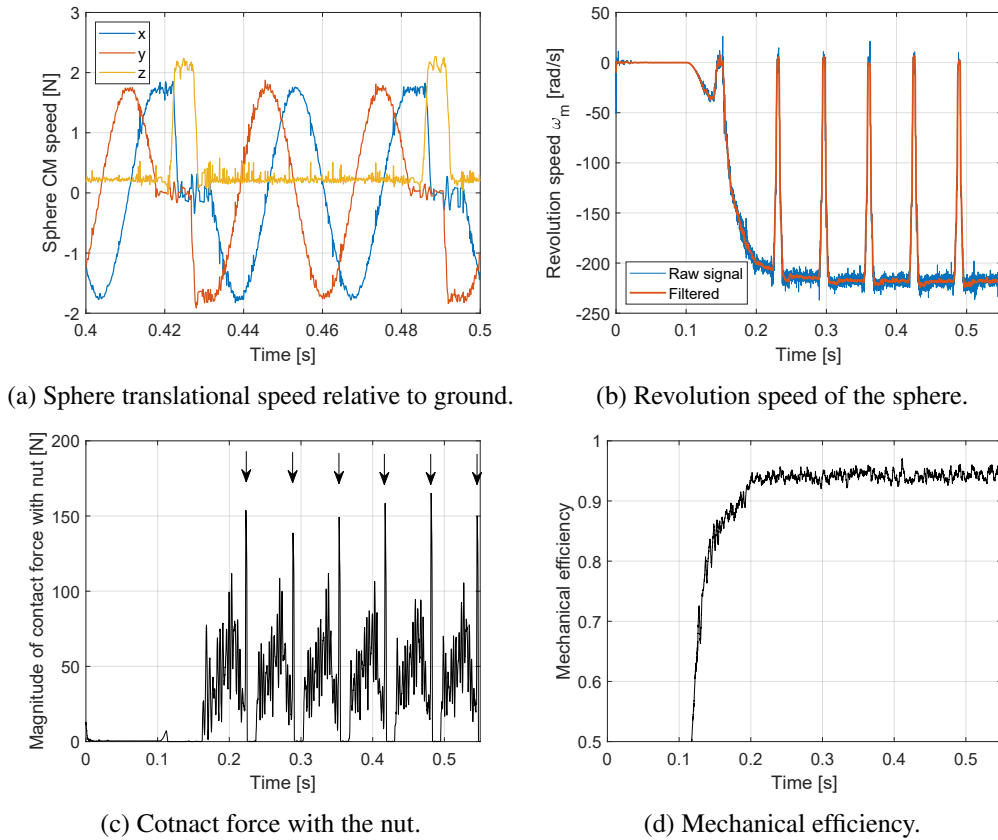 3
2
1
0
-1
-2
0.4 0.42 0.44 0.46 0.48 0.5
Sphere CM speed [N]
Time [s]
x
y
z
(a) Sphere translational speed relative to ground.
50
0
-50
-100
-150
-200
-250
0 0.1 0.2 0.3 0.4 0.5
Revolution speed ω_m [rad/s]
Time [s]
Raw signal
Filtered
(b) Revolution speed of the sphere.
200
150
100
50
0
0 0.1 0.2 0.3 0.4 0.5
Magnitude of contact force with nut [N]
Time [s]
(c) Cotnact force with the nut.
1
0.9
0.8
0.7
0.6
0.5
0 0.1 0.2 0.3 0.4 0.5
Mechanical efficiency
Time [s]
(d) Mechanical efficiency.